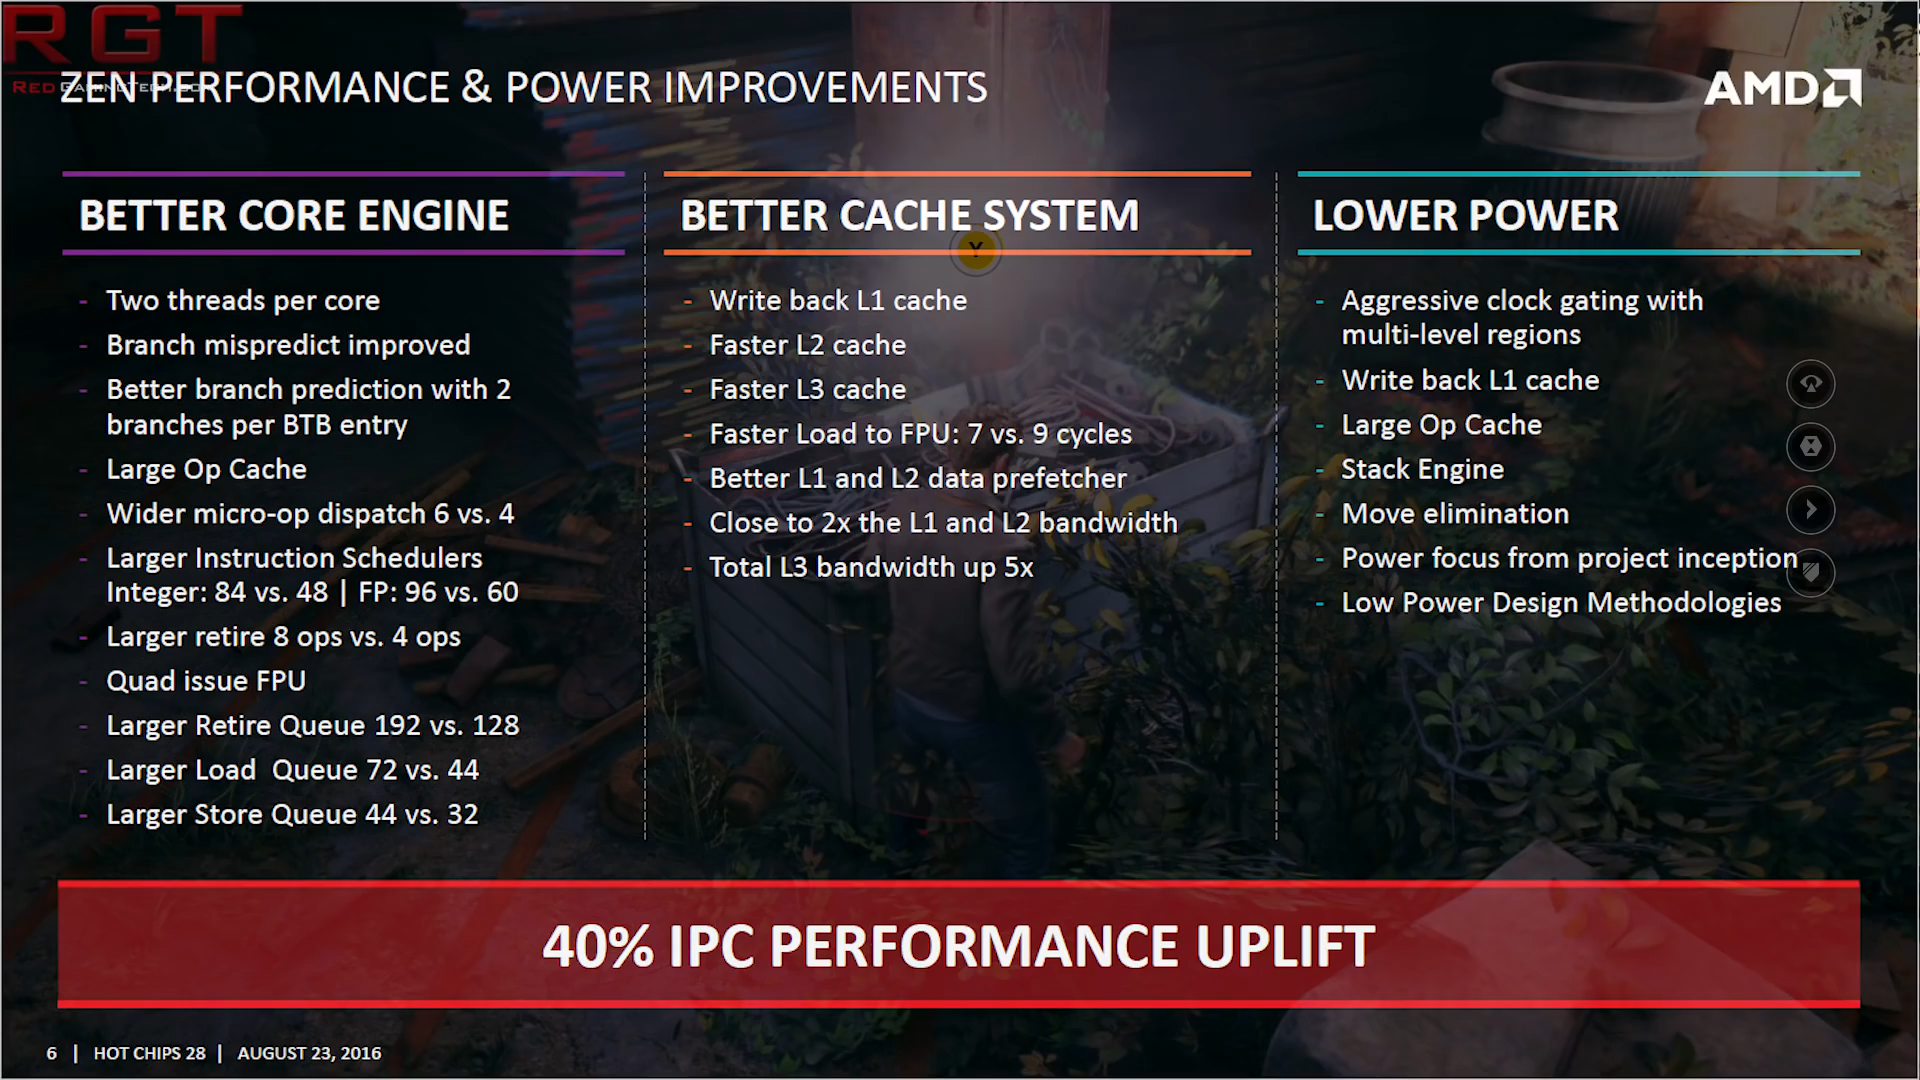 RGT
REDGAMINGTECH.CO
ZEN PERFORMANCE & POWER IMPROVEMENTS
AMD
BETTER CORE ENGINE
- Two threads per core
- Branch mispredict improved
- Better branch prediction with 2
branches per BTB entry
- Large Op Cache
- Wider micro-op dispatch 6 vs. 4
- Larger Instruction Schedulers
Integer: 84 vs. 48 | FP: 96 vs. 60
- Larger retire 8 ops vs. 4 ops
- Quad issue FPU
- Larger Retire Queue 192 vs. 128
- Larger Load  Queue 72 vs. 44
- Larger Store Queue 44 vs. 32
BETTER CACHE SYSTEM
Y
- Write back L1 cache
- Faster L2 cache
- Faster L3 cache
- Faster Load to FPU: 7 vs. 9 cycles
- Better L1 and L2 data prefetcher
- Close to 2x the L1 and L2 bandwidth
- Total L3 bandwidth up 5x
LOWER POWER
- Aggressive clock gating with
multi-level regions
- Write back L1 cache
- Large Op Cache
- Stack Engine
- Move elimination
- Power focus from project inception
- Low Power Design Methodologies
40% IPC PERFORMANCE UPLIFT
6 | HOT CHIPS 28 | AUGUST 23, 2016